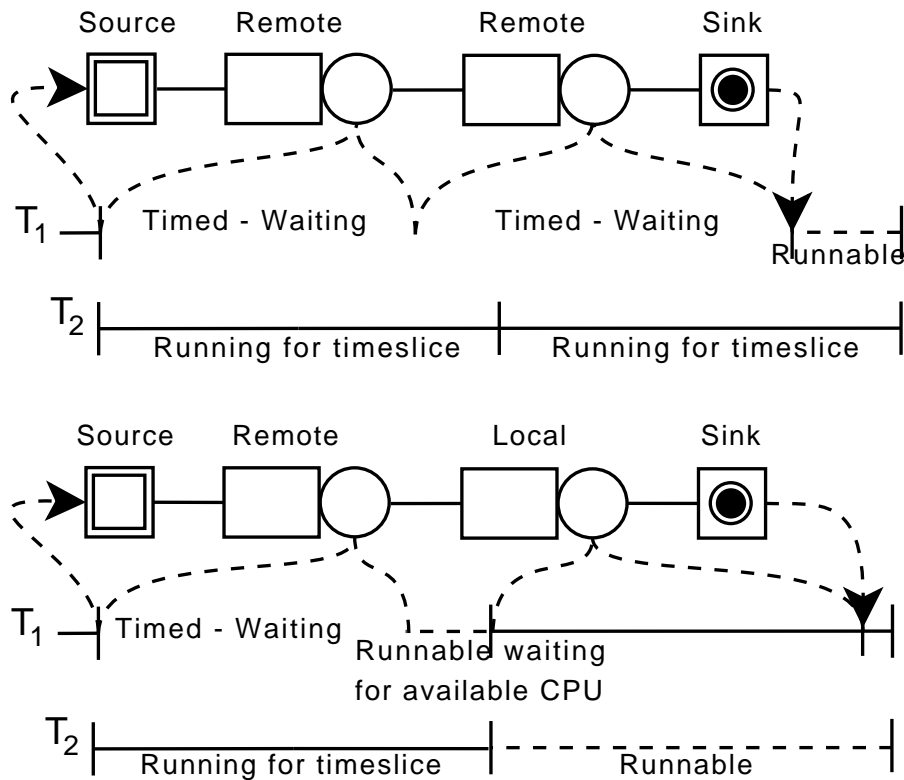 Source Remote Remote Sink
T1 Timed - Waiting Timed - Waiting
Runnable
T2
Running for timeslice Running for timeslice
Source Remote Local Sink
T1 Timed - Waiting
Runnable waiting
for available CPU
T2
Running for timeslice Runnable